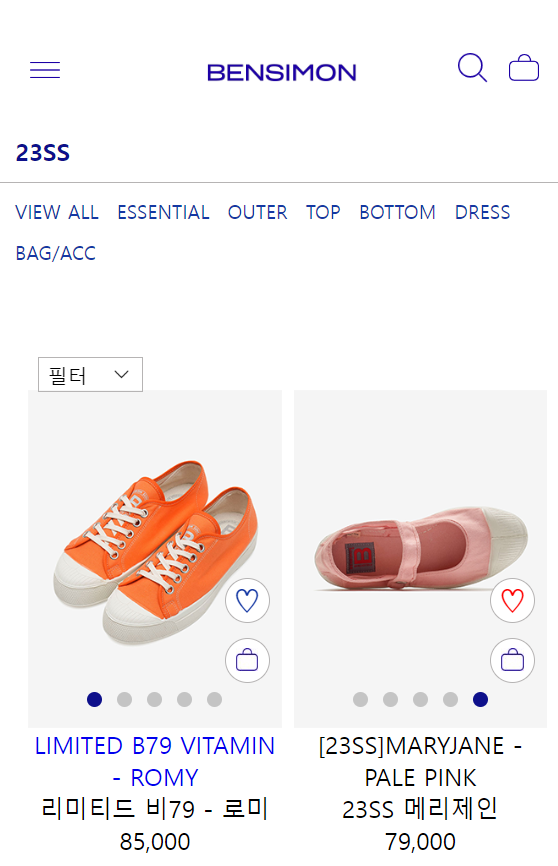 BENSIMON
23SS
VIEW ALL ESSENTIAL OUTER TOP BOTTOM DRESS
BAG/ACC
필터
LIMITED B79 VITAMIN
- ROMY
리미티드 비79 - 로미
85,000
[23SS]MARYJANE -
PALE PINK
23SS 메리제인
79,000